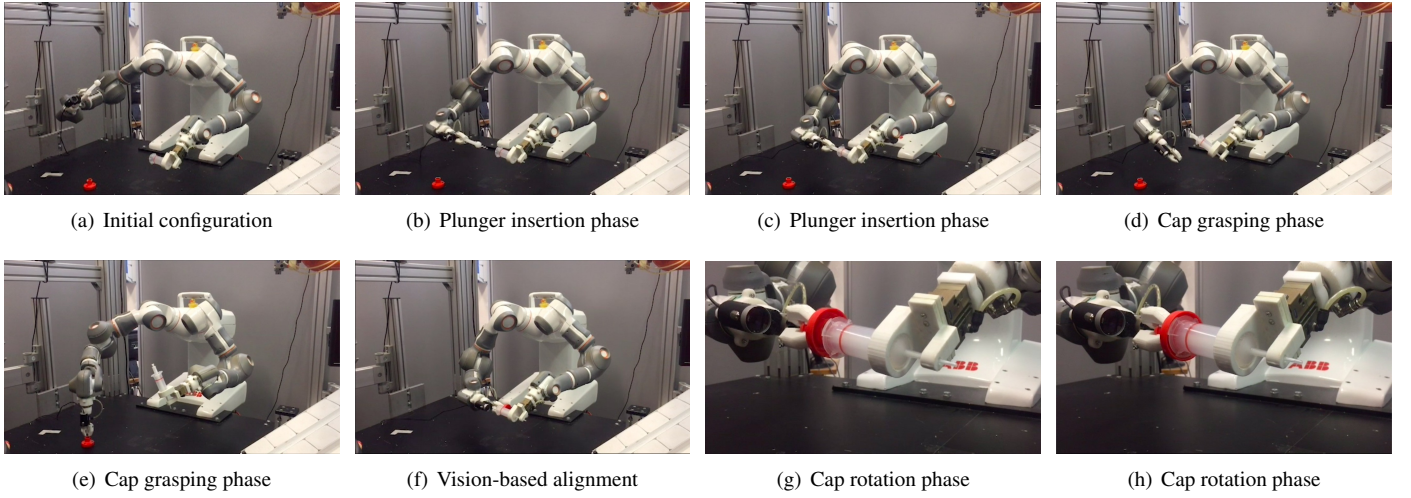 (a) Initial configuration
(b) Plunger insertion phase
(c) Plunger insertion phase
(d) Cap grasping phase
ABB
ABB
(e) Cap grasping phase
(f) Vision-based alignment
(g) Cap rotation phase
(h) Cap rotation phase